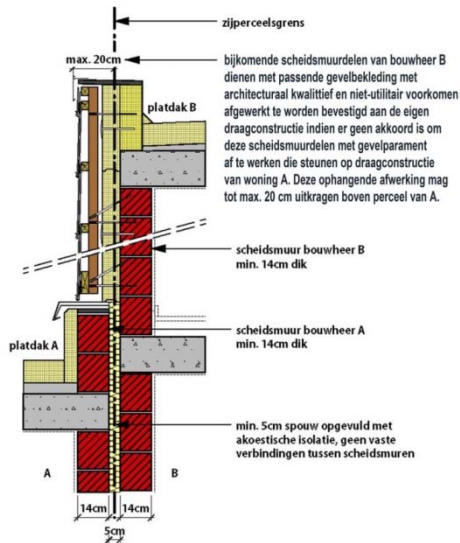 zijperceelsgrens
max. 20cm
bijkomende scheidsmuurdelen van bouwheer B
dienen met passende gevelbekleding met
architecturaal kwalitief en niet-utilitair voorkomen
afgewerkt te worden bevestigd aan de eigen
draagconstructie indien er geen akkoord is om
deze scheidsmuurdelen met gevelparament
af te werken die steunen op draagconstructie
van woning A. Deze ophangende afwerking mag
tot max. 20 cm uitkragen boven perceel van A.
platdak B
scheidsmuur bouwheer B
min. 14cm dik
scheidsmuur bouwheer A
min. 14cm dik
platdak A
min. 5cm spouw opgevuld met
akoestische isolatie, geen vaste
verbindingen tussen scheidsmuren
A
B
14cm
14cm
5cm